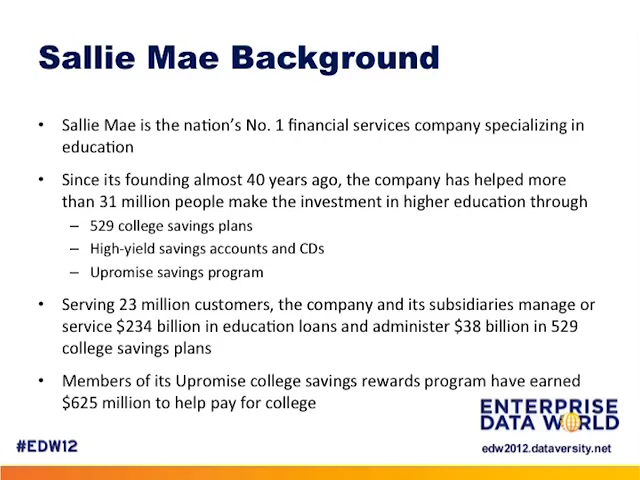 Sallie Mae Background
• Sallie Mae is the nation's No. 1 financial services company specializing in
education
• Since its founding almost 40 years ago, the company has helped more
than 31 million people make the investment in higher education through
– 529 college savings plans
– High-yield savings accounts and CDs
– Upromise savings program
• Serving 23 million customers, the company and its subsidiaries manage or
service $234 billion in education loans and administer $38 billion in 529
college savings plans
• Members of its Upromise college savings rewards program have earned
$625 million to help pay for college
ENTERPRISE
DATA WORLD
#EDW12
edw2012.dataversity.net